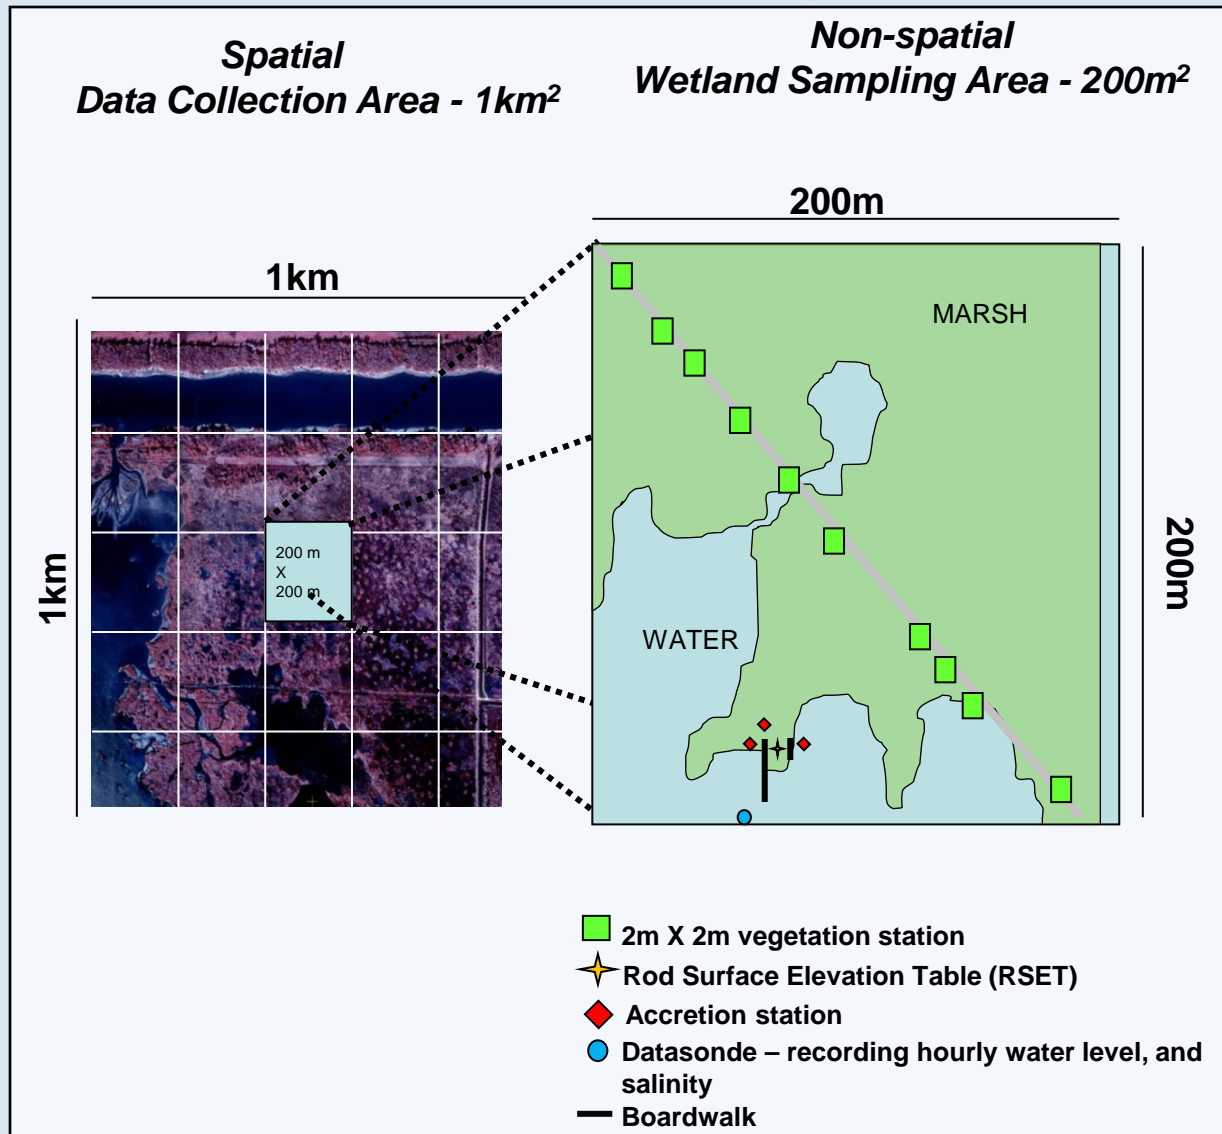 Spatial
Data Collection Area - 1km²
Non-spatial
Wetland Sampling Area - 200m²
1km
1km
200 m
X
200 m
200m
200m
MARSH
WATER
2m X 2m vegetation station
Rod Surface Elevation Table (RSET)
Accretion station
Datasonde – recording hourly water level, and
salinity
Boardwalk